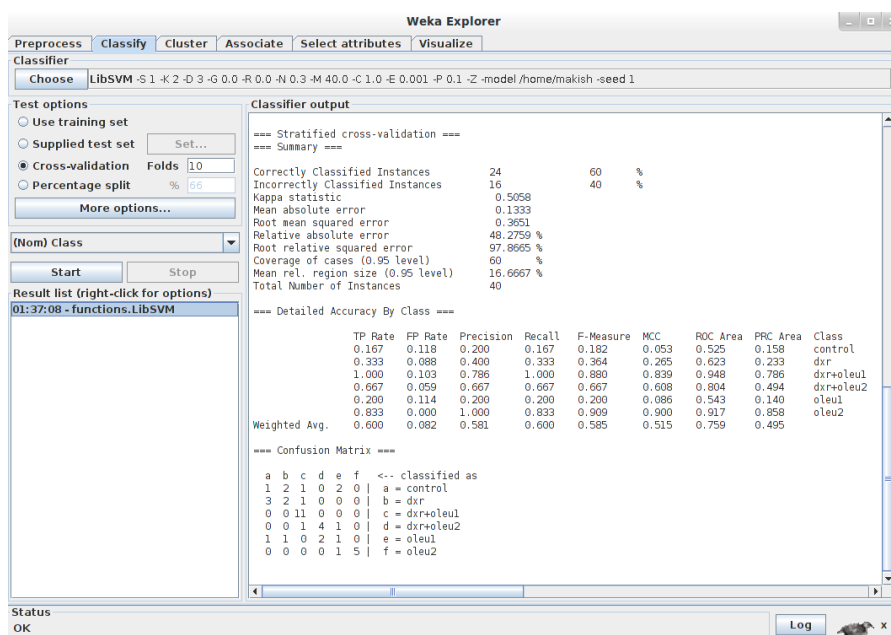 Weka Explorer
Preprocess Classify Cluster Associate Select attributes Visualize
Classifier
Choose LibSVM -S 1 -K 2 -D 3 -G 0.0 -R 0.0 -N 0.3 -M 40.0 -C 1.0 -E 0.001 -P 0.1 -Z -model /home/makish -seed 1
Test options
Use training set
Supplied test set Set...
Cross-validation Folds 10
Percentage split % 66
More options...
(Nom) Class
Start Stop
Result list (right-click for options)
01:37:08 - functions.LibSVM
Classifier output
=== Stratified cross-validation ===
=== Summary ===
Correctly Classified Instances 24 60 %
Incorrectly Classified Instances 16 40 %
Kappa statistic 0.5058
Mean absolute error 0.1333
Root mean squared error 0.3651
Relative absolute error 48.2759 %
Root relative squared error 97.8665 %
Coverage of cases (0.95 level) 60 %
Mean rel. region size (0.95 level) 16.6667 %
Total Number of Instances 40
=== Detailed Accuracy By Class ===
TP Rate FP Rate Precision Recall F-Measure MCC ROC Area PRC Area Class
0.167 0.118 0.200 0.167 0.182 0.053 0.525 0.158 control
0.333 0.088 0.400 0.333 0.364 0.265 0.623 0.233 dxr
1.000 0.103 0.786 1.000 0.880 0.839 0.948 0.786 dxr+oleu1
0.667 0.059 0.667 0.667 0.667 0.608 0.804 0.494 dxr+oleu2
0.200 0.114 0.200 0.200 0.200 0.086 0.543 0.140 oleu1
0.833 0.000 1.000 0.833 0.909 0.900 0.917 0.858 oleu2
Weighted Avg. 0.600 0.082 0.581 0.600 0.585 0.515 0.759 0.495
=== Confusion Matrix ===
a b c d e f <-- classified as
1 2 1 0 2 0 | a = control
3 2 1 0 0 0 | b = dxr
0 0 11 0 0 0 | c = dxr+oleu1
0 0 1 4 1 0 | d = dxr+oleu2
1 1 0 2 1 0 | e = oleu1
0 0 0 0 1 5 | f = oleu2
Status
OK
Log
x